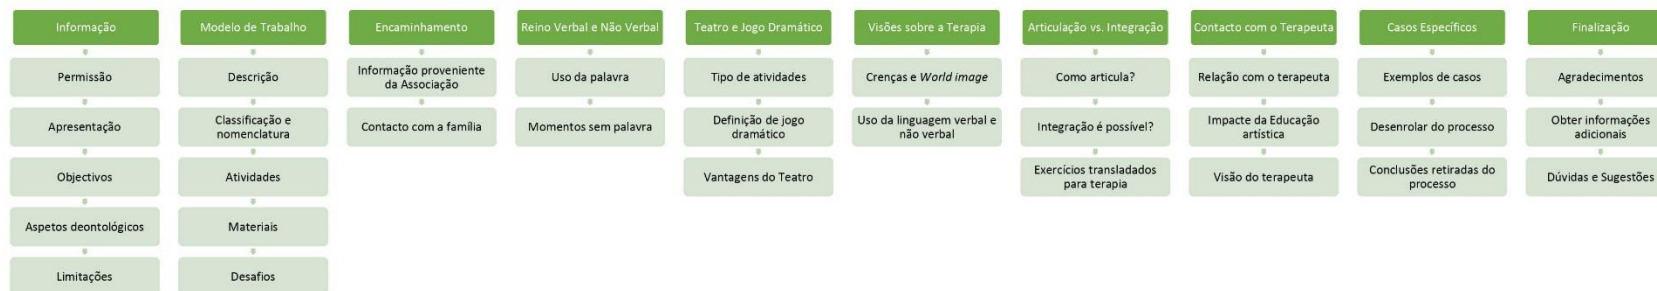 Informação
Permissão
Apresentação
Objectivos
Aspetos deontológicos
Limitações
Modelo de Trabalho
Descrição
Classificação e
nomenclatura
Atividades
Materiais
Desafios
Encaminhamento
Informação proveniente
da Associação
Contacto com a família
Reino Verbal e Não Verbal
Uso da palavra
Momentos sem palavra
Teatro e Jogo Dramático
Tipo de atividades
Definição de jogo
dramático
Vantagens do Teatro
Visões sobre a Terapia
Crenças e World image
Uso da linguagem verbal e
não verbal
Articulação vs. Integração
Como articula?
Integração é possível?
Exercícios transladados
para terapia
Contacto com o Terapeuta
Relação com o terapeuta
Impacte da Educação
artística
Visão do terapeuta
Casos Específicos
Exemplos de casos
Desenrolar do processo
Conclusões retiradas do
processo
Finalização
Agradecimentos
Obter informações
adicionais
Dúvidas e Sugestões